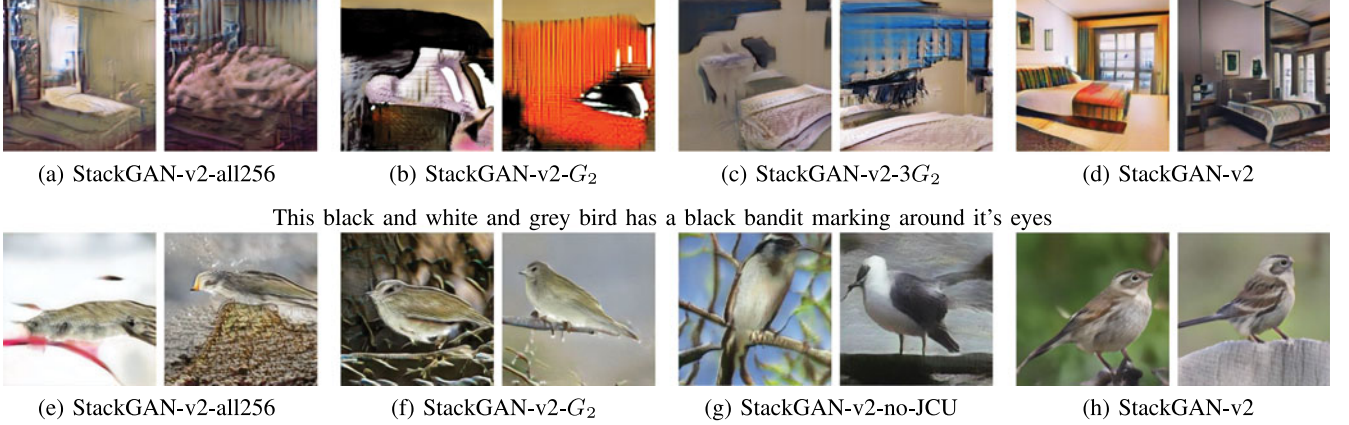 (a) StackGAN-v2-all256 (b) StackGAN-v2-G₂ (c) StackGAN-v2-3G₂ (d) StackGAN-v2
This black and white and grey bird has a black bandit marking around it's eyes
(e) StackGAN-v2-all256 (f) StackGAN-v2-G₂ (g) StackGAN-v2-no-JCU (h) StackGAN-v2